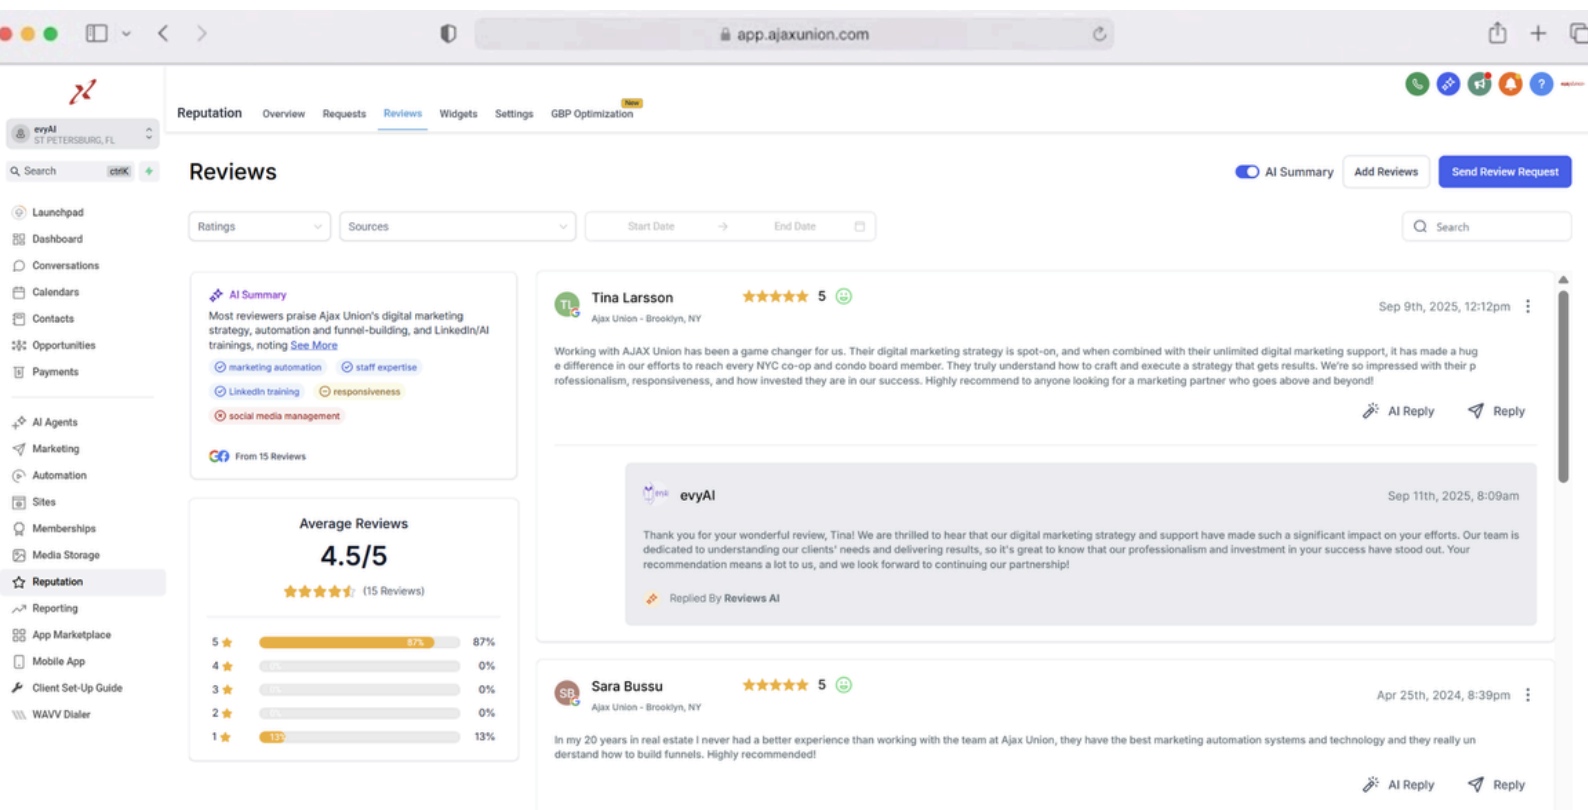 app.ajaxunion.com
evyAI
ST PETERSBURG, FL
Search ctrlK
Launchpad
Dashboard
Conversations
Calendars
Contacts
Opportunities
Payments
AI Agents
Marketing
Automation
Sites
Memberships
Media Storage
Reputation
Reporting
App Marketplace
Mobile App
Client Set-Up Guide
WAVV Dialer
New
Reputation Overview Requests Reviews Widgets Settings GBP Optimization
?
Reviews
AI Summary Add Reviews Send Review Request
Ratings Sources Start Date → End Date Search
AI Summary
Most reviewers praise Ajax Union's digital marketing
strategy, automation and funnel-building, and LinkedIn/AI
trainings, noting See More
marketing automation staff expertise
LinkedIn training responsiveness
social media management
From 15 Reviews
Average Reviews
4.5/5
(15 Reviews)
5 87% 87%
4 0% 0%
3 0% 0%
2 0% 0%
1 13% 13%
TL Tina Larsson 5
Ajax Union - Brooklyn, NY
Sep 9th, 2025, 12:12pm
Working with AJAX Union has been a game changer for us. Their digital marketing strategy is spot-on, and when combined with their unlimited digital marketing support, it has made a hug
e difference in our efforts to reach every NYC co-op and condo board member. They truly understand how to craft and execute a strategy that gets results. We're so impressed with their p
rofessionalism, responsiveness, and how invested they are in our success. Highly recommend to anyone looking for a marketing partner who goes above and beyond!
AI Reply Reply
evyAI
Sep 11th, 2025, 8:09am
Thank you for your wonderful review, Tina! We are thrilled to hear that our digital marketing strategy and support have made such a significant impact on your efforts. Our team is
dedicated to understanding our clients' needs and delivering results, so it's great to know that our professionalism and investment in your success have stood out. Your
recommendation means a lot to us, and we look forward to continuing our partnership!
Replied By Reviews AI
SB Sara Bussu 5
Ajax Union - Brooklyn, NY
Apr 25th, 2024, 8:39pm
In my 20 years in real estate I never had a better experience than working with the team at Ajax Union, they have the best marketing automation systems and technology and they really un
derstand how to build funnels. Highly recommended!
AI Reply Reply